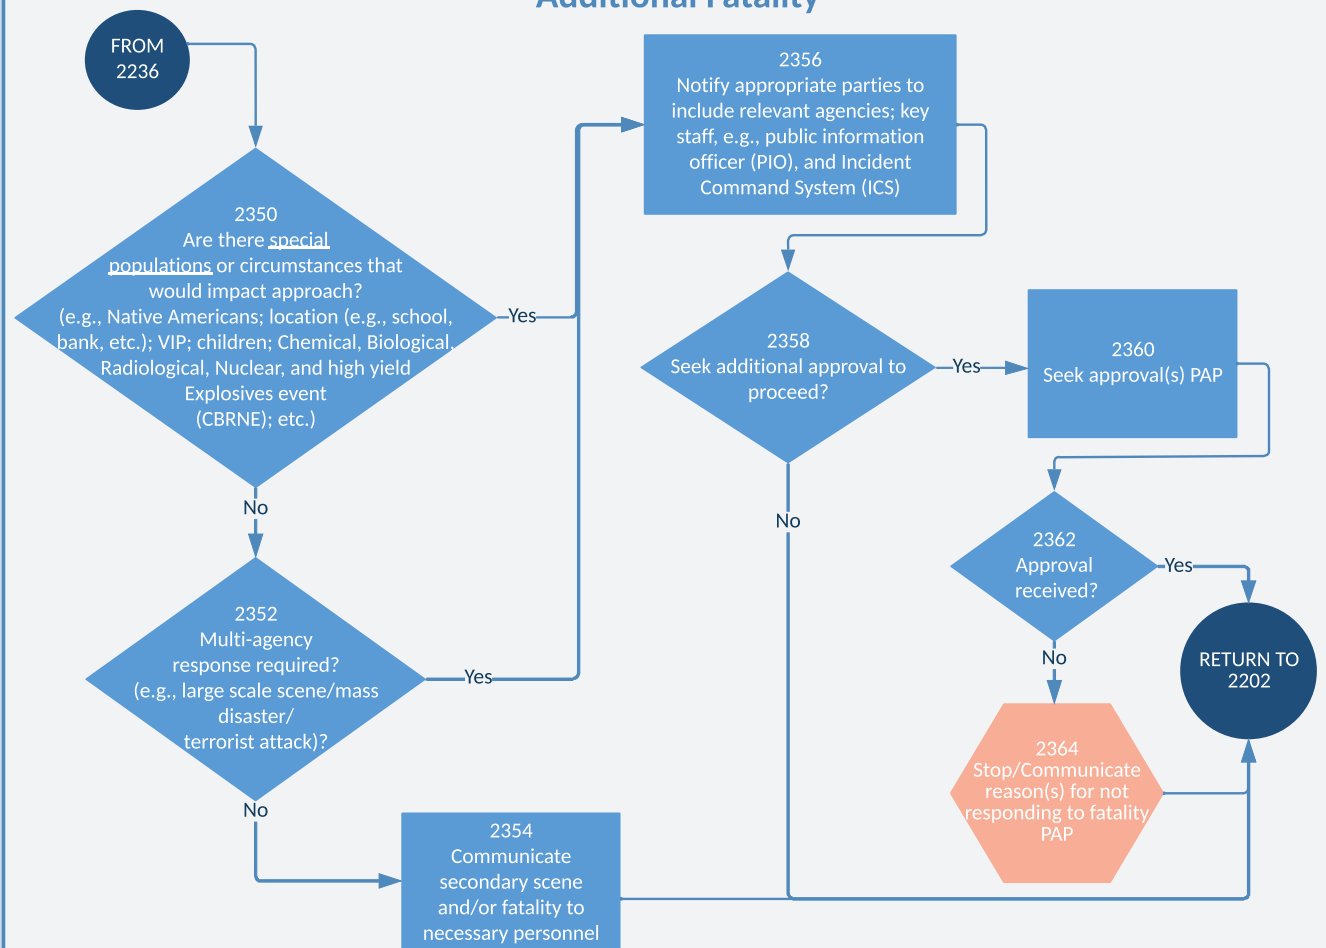 Additional Fatality
FROM
2236
2350
Are there special
populations or circumstances that
would impact approach?
(e.g., Native Americans; location (e.g., school,
bank, etc.); VIP; children; Chemical, Biological,
Radiological, Nuclear, and high yield
Explosives event
(CBRNE); etc.)
Yes
No
2352
Multi-agency
response required?
(e.g., large scale scene/mass
disaster/
terrorist attack)?
Yes
No
2354
Communicate
secondary scene
and/or fatality to
necessary personnel
2356
Notify appropriate parties to
include relevant agencies; key
staff, e.g., public information
officer (PIO), and Incident
Command System (ICS)
2358
Seek additional approval to
proceed?
Yes
No
2360
Seek approval(s) PAP
2362
Approval
received?
Yes
No
2364
Stop/Communicate
reason(s) for not
responding to fatality
PAP
RETURN TO
2202